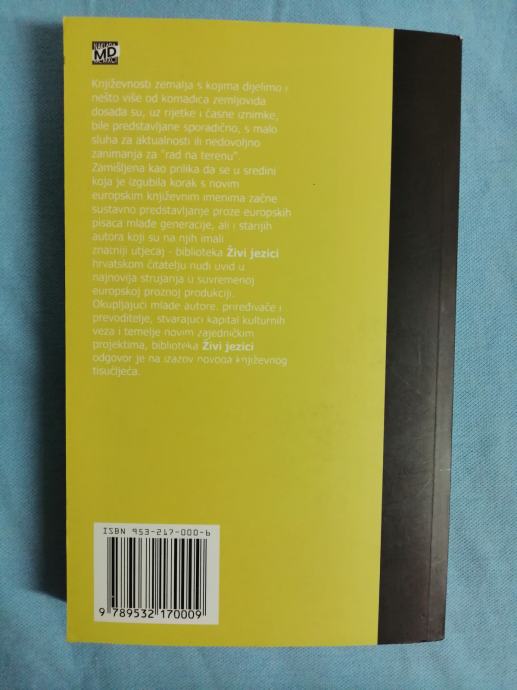 NAKLADA
MD
Književnosti zemalja s kojima dijelimo i
nešto više od komadića zemljovida
dosada su, uz rijetke i časne iznimke,
bile predstavljane sporadično, s malo
sluha za aktualnosti ili nedovoljno
zanimanja za "rad na terenu".
Zamišljena kao prilika da se u sredini
koja je izgubila korak s novim
europskim književnim imenima začne
sustavno predstavljanje proze europskih
pisaca mlađe generacije, ali i starijih
autora koji su na njih imali
znatniji utjecaj - biblioteka Živi jezici
hrvatskom čitatelju nudi uvid u
najnovija strujanja u suvremenoj
europskoj proznoj produkciji.
Okupljajući mlade autore, priređivače i
prevoditelje, stvarajući kapital kulturnih
veza i temelje novim zajedničkim
projektima, biblioteka Živi jezici
odgovor je na izazov novoga književnog
tisućljeća.
ISBN 953-217-000-6
9 789532 170009